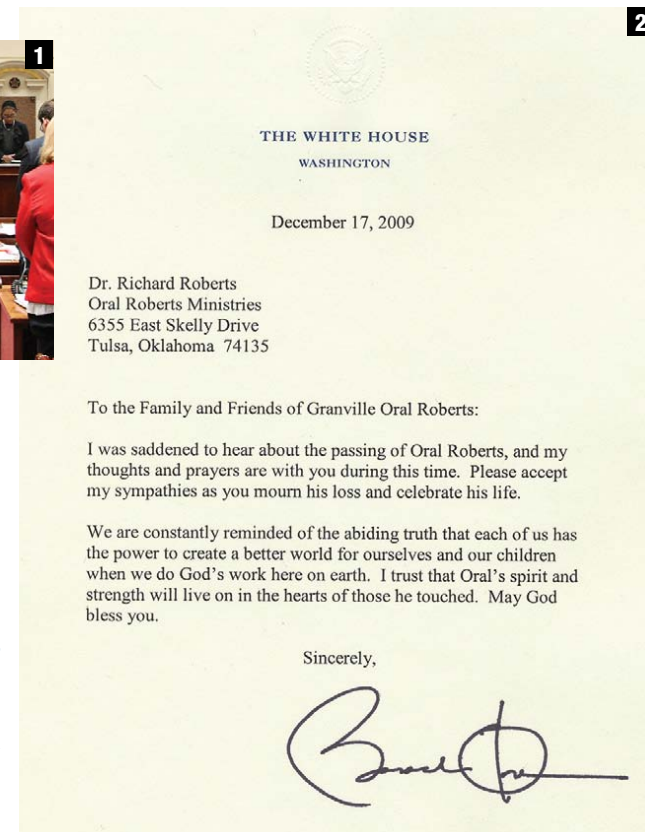 1
2
THE WHITE HOUSE
WASHINGTON
December 17, 2009
Dr. Richard Roberts
Oral Roberts Ministries
6355 East Skelly Drive
Tulsa, Oklahoma 74135
To the Family and Friends of Granville Oral Roberts:
I was saddened to hear about the passing of Oral Roberts, and my
thoughts and prayers are with you during this time. Please accept
my sympathies as you mourn his loss and celebrate his life.
We are constantly reminded of the abiding truth that each of us has
the power to create a better world for ourselves and our children
when we do God's work here on earth. I trust that Oral's spirit and
strength will live on in the hearts of those he touched. May God
bless you.
Sincerely,